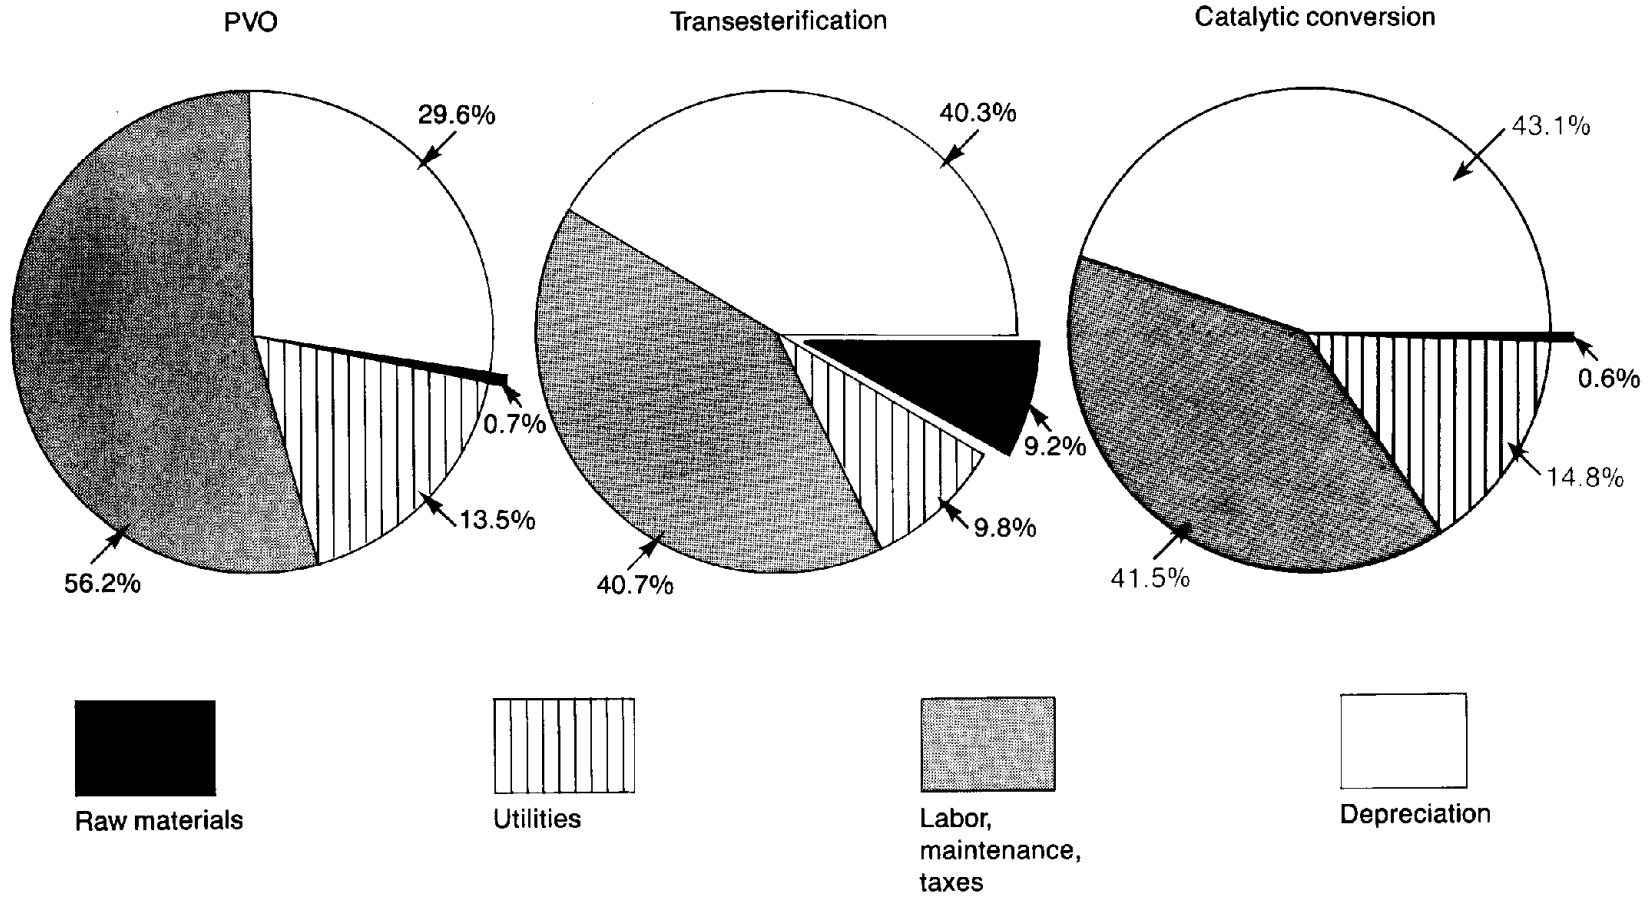 PVO
Transesterification
Catalytic conversion
29.6%
40.3%
43.1%
0.7%
9.2%
0.6%
13.5%
9.8%
14.8%
56.2%
40.7%
41.5%
Raw materials
Utilities
Labor,
maintenance,
taxes
Depreciation